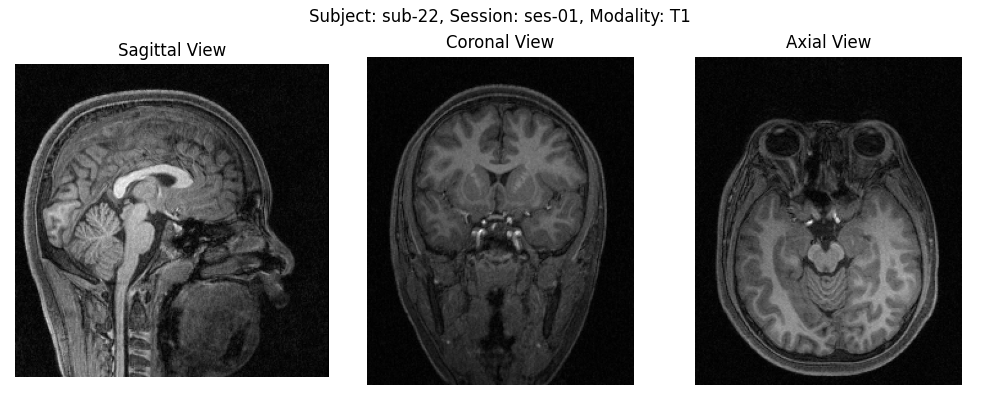 Subject: sub-22, Session: ses-01, Modality: T1
Sagittal View
Coronal View
Axial View